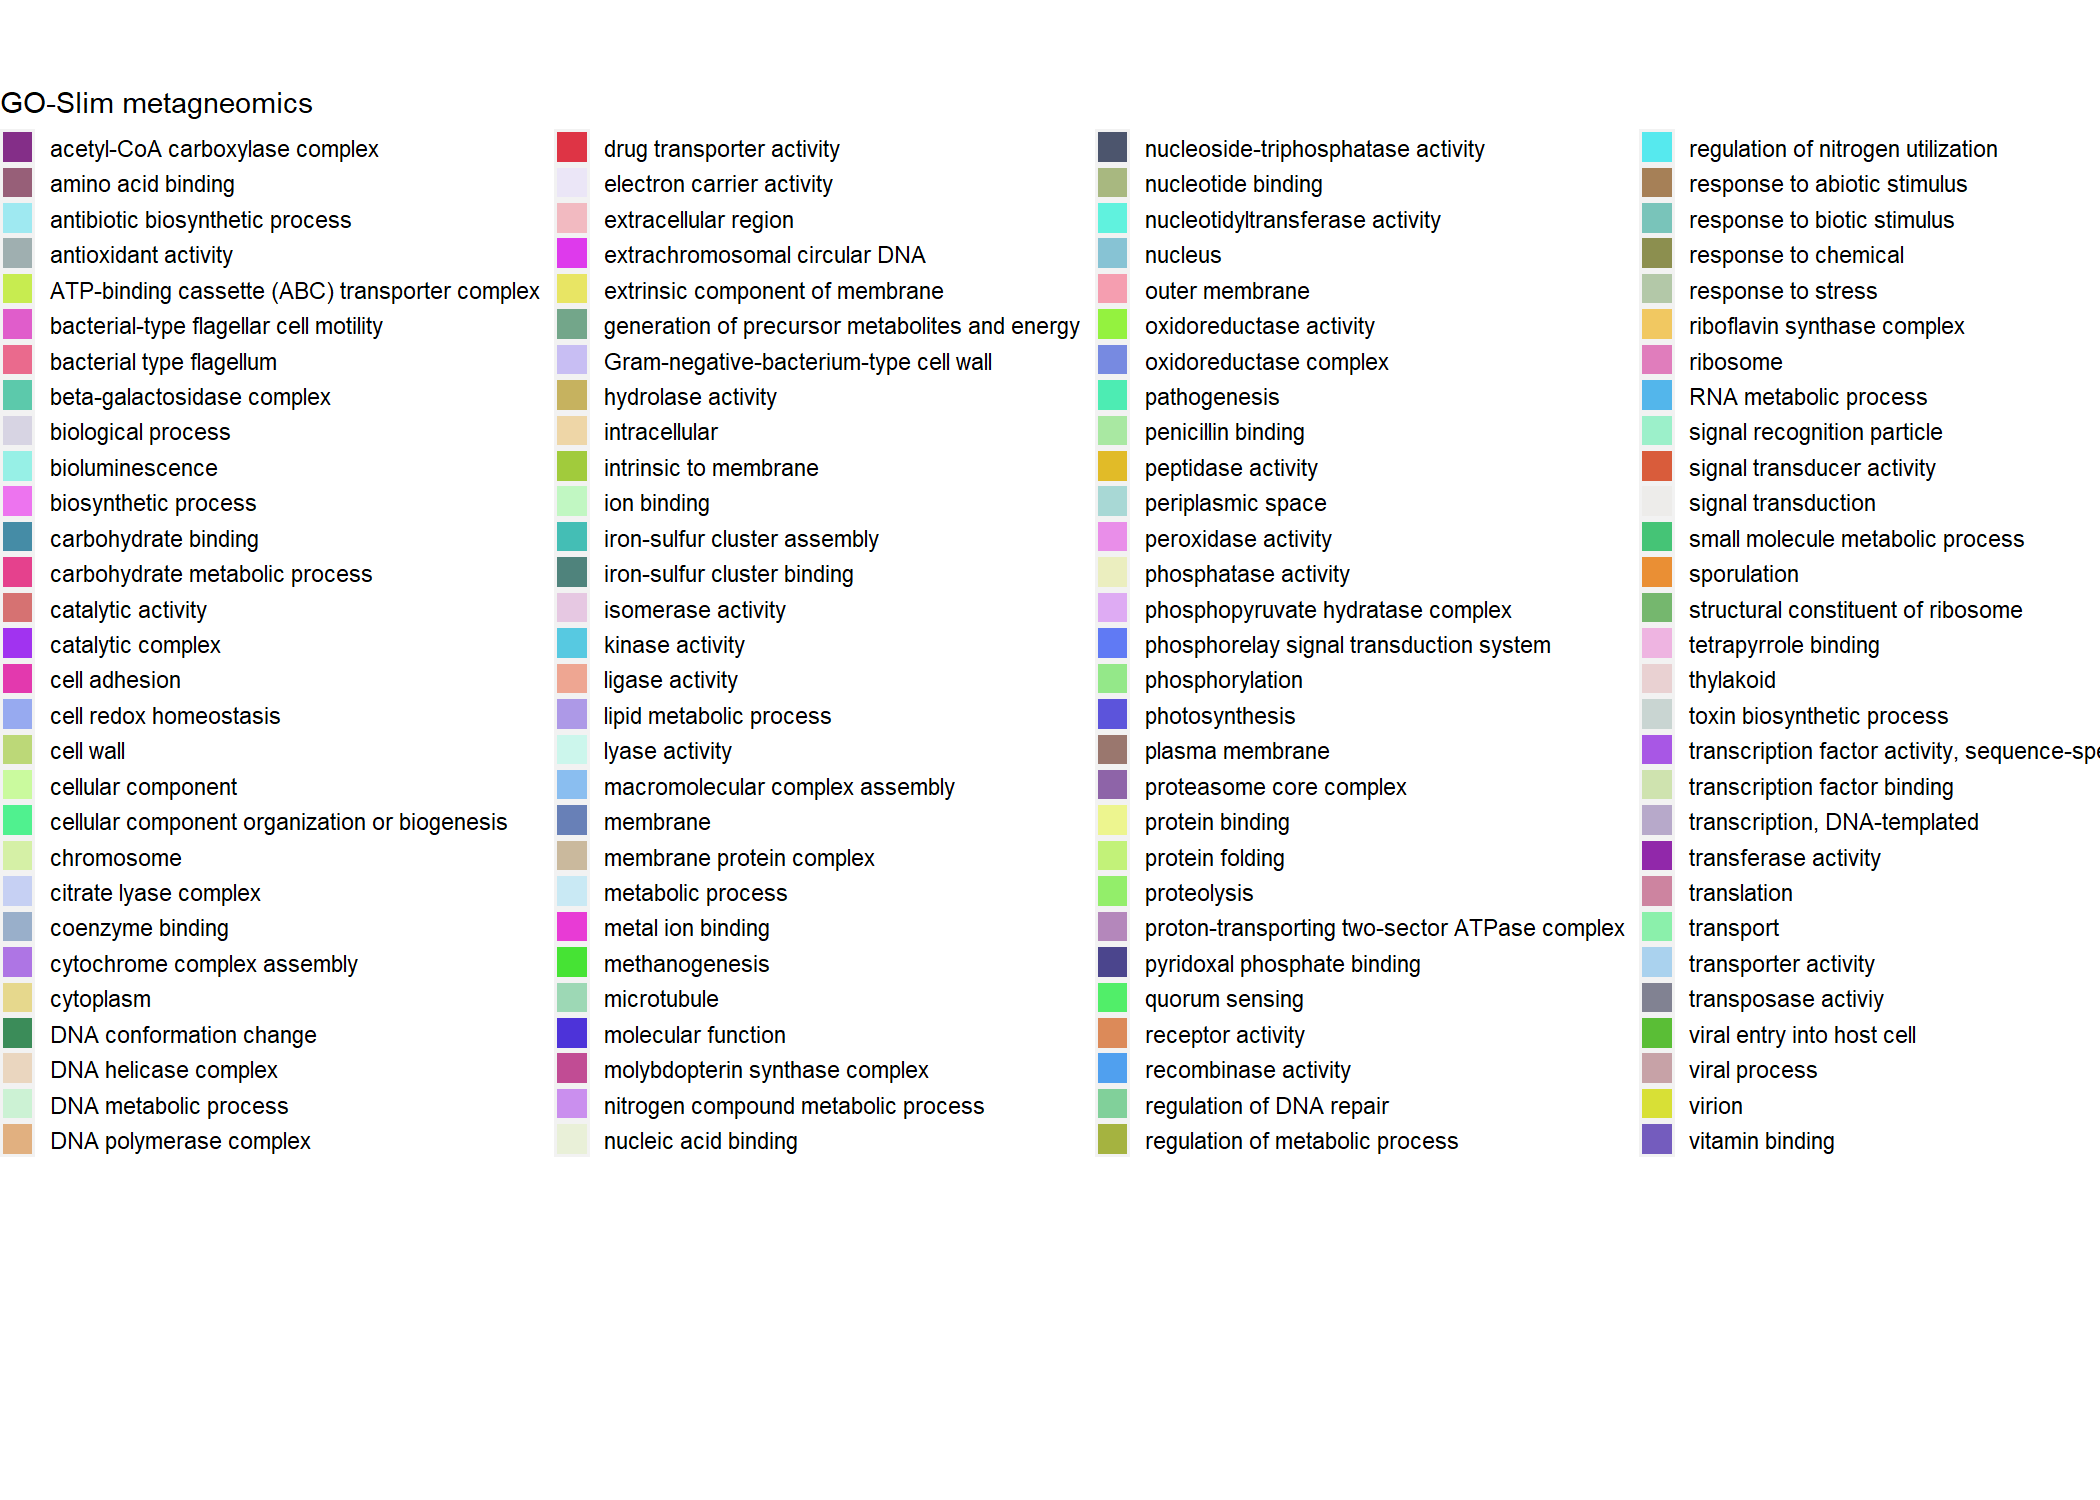 GO-Slim metagneomics
acetyl-CoA carboxylase complex
amino acid binding
antibiotic biosynthetic process
antioxidant activity
ATP-binding cassette (ABC) transporter complex
bacterial-type flagellar cell motility
bacterial type flagellum
beta-galactosidase complex
biological process
bioluminescence
biosynthetic process
carbohydrate binding
carbohydrate metabolic process
catalytic activity
catalytic complex
cell adhesion
cell redox homeostasis
cell wall
cellular component
cellular component organization or biogenesis
chromosome
citrate lyase complex
coenzyme binding
cytochrome complex assembly
cytoplasm
DNA conformation change
DNA helicase complex
DNA metabolic process
DNA polymerase complex
drug transporter activity
electron carrier activity
extracellular region
extrachromosomal circular DNA
extrinsic component of membrane
generation of precursor metabolites and energy
Gram-negative-bacterium-type cell wall
hydrolase activity
intracellular
intrinsic to membrane
ion binding
iron-sulfur cluster assembly
iron-sulfur cluster binding
isomerase activity
kinase activity
ligase activity
lipid metabolic process
lyase activity
macromolecular complex assembly
membrane
membrane protein complex
metabolic process
metal ion binding
methanogenesis
microtubule
molecular function
molybdopterin synthase complex
nitrogen compound metabolic process
nucleic acid binding
nucleoside-triphosphatase activity
nucleotide binding
nucleotidyltransferase activity
nucleus
outer membrane
oxidoreductase activity
oxidoreductase complex
pathogenesis
penicillin binding
peptidase activity
periplasmic space
peroxidase activity
phosphatase activity
phosphopyruvate hydratase complex
phosphorelay signal transduction system
phosphorylation
photosynthesis
plasma membrane
proteasome core complex
protein binding
protein folding
proteolysis
proton-transporting two-sector ATPase complex
pyridoxal phosphate binding
quorum sensing
receptor activity
recombinase activity
regulation of DNA repair
regulation of metabolic process
regulation of nitrogen utilization
response to abiotic stimulus
response to biotic stimulus
response to chemical
response to stress
riboflavin synthase complex
ribosome
RNA metabolic process
signal recognition particle
signal transducer activity
signal transduction
small molecule metabolic process
sporulation
structural constituent of ribosome
tetrapyrrole binding
thylakoid
toxin biosynthetic process
transcription factor activity, sequence-spe
transcription factor binding
transcription, DNA-templated
transferase activity
translation
transport
transporter activity
transposase activiy
viral entry into host cell
viral process
virion
vitamin binding